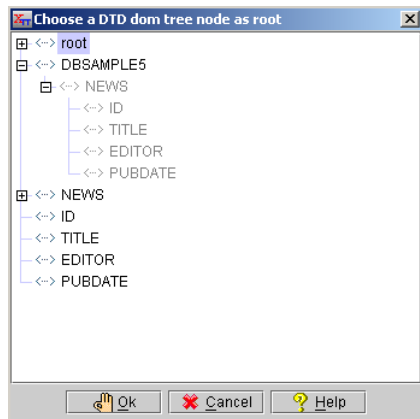 Choose a DTD dom tree node as root
root
DBSAMPLE5
NEWS
ID
TITLE
EDITOR
PUBDATE
NEWS
ID
TITLE
EDITOR
PUBDATE
Ok Cancel Help